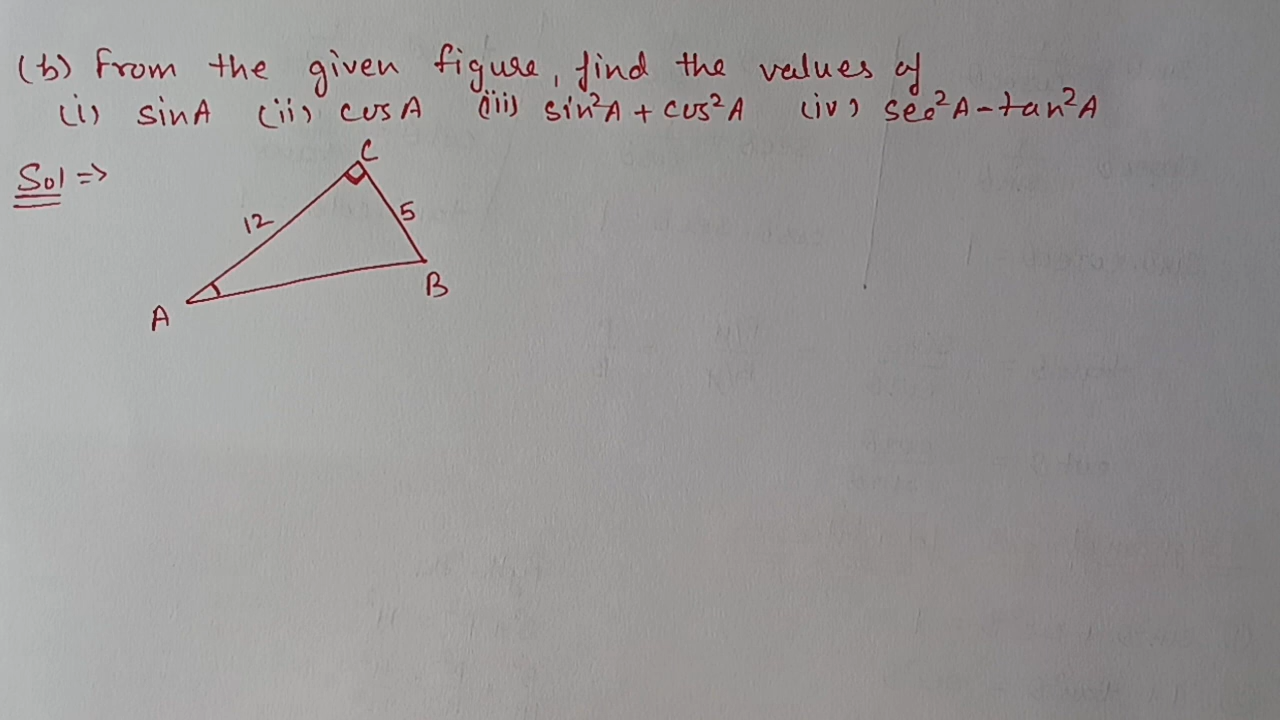 (b) From the given figure, find the values of
(i) sinA (ii) cosA (iii) sin²A + cos²A (iv) sec²A - tan²A
Sol =>
C
12
5
B
A